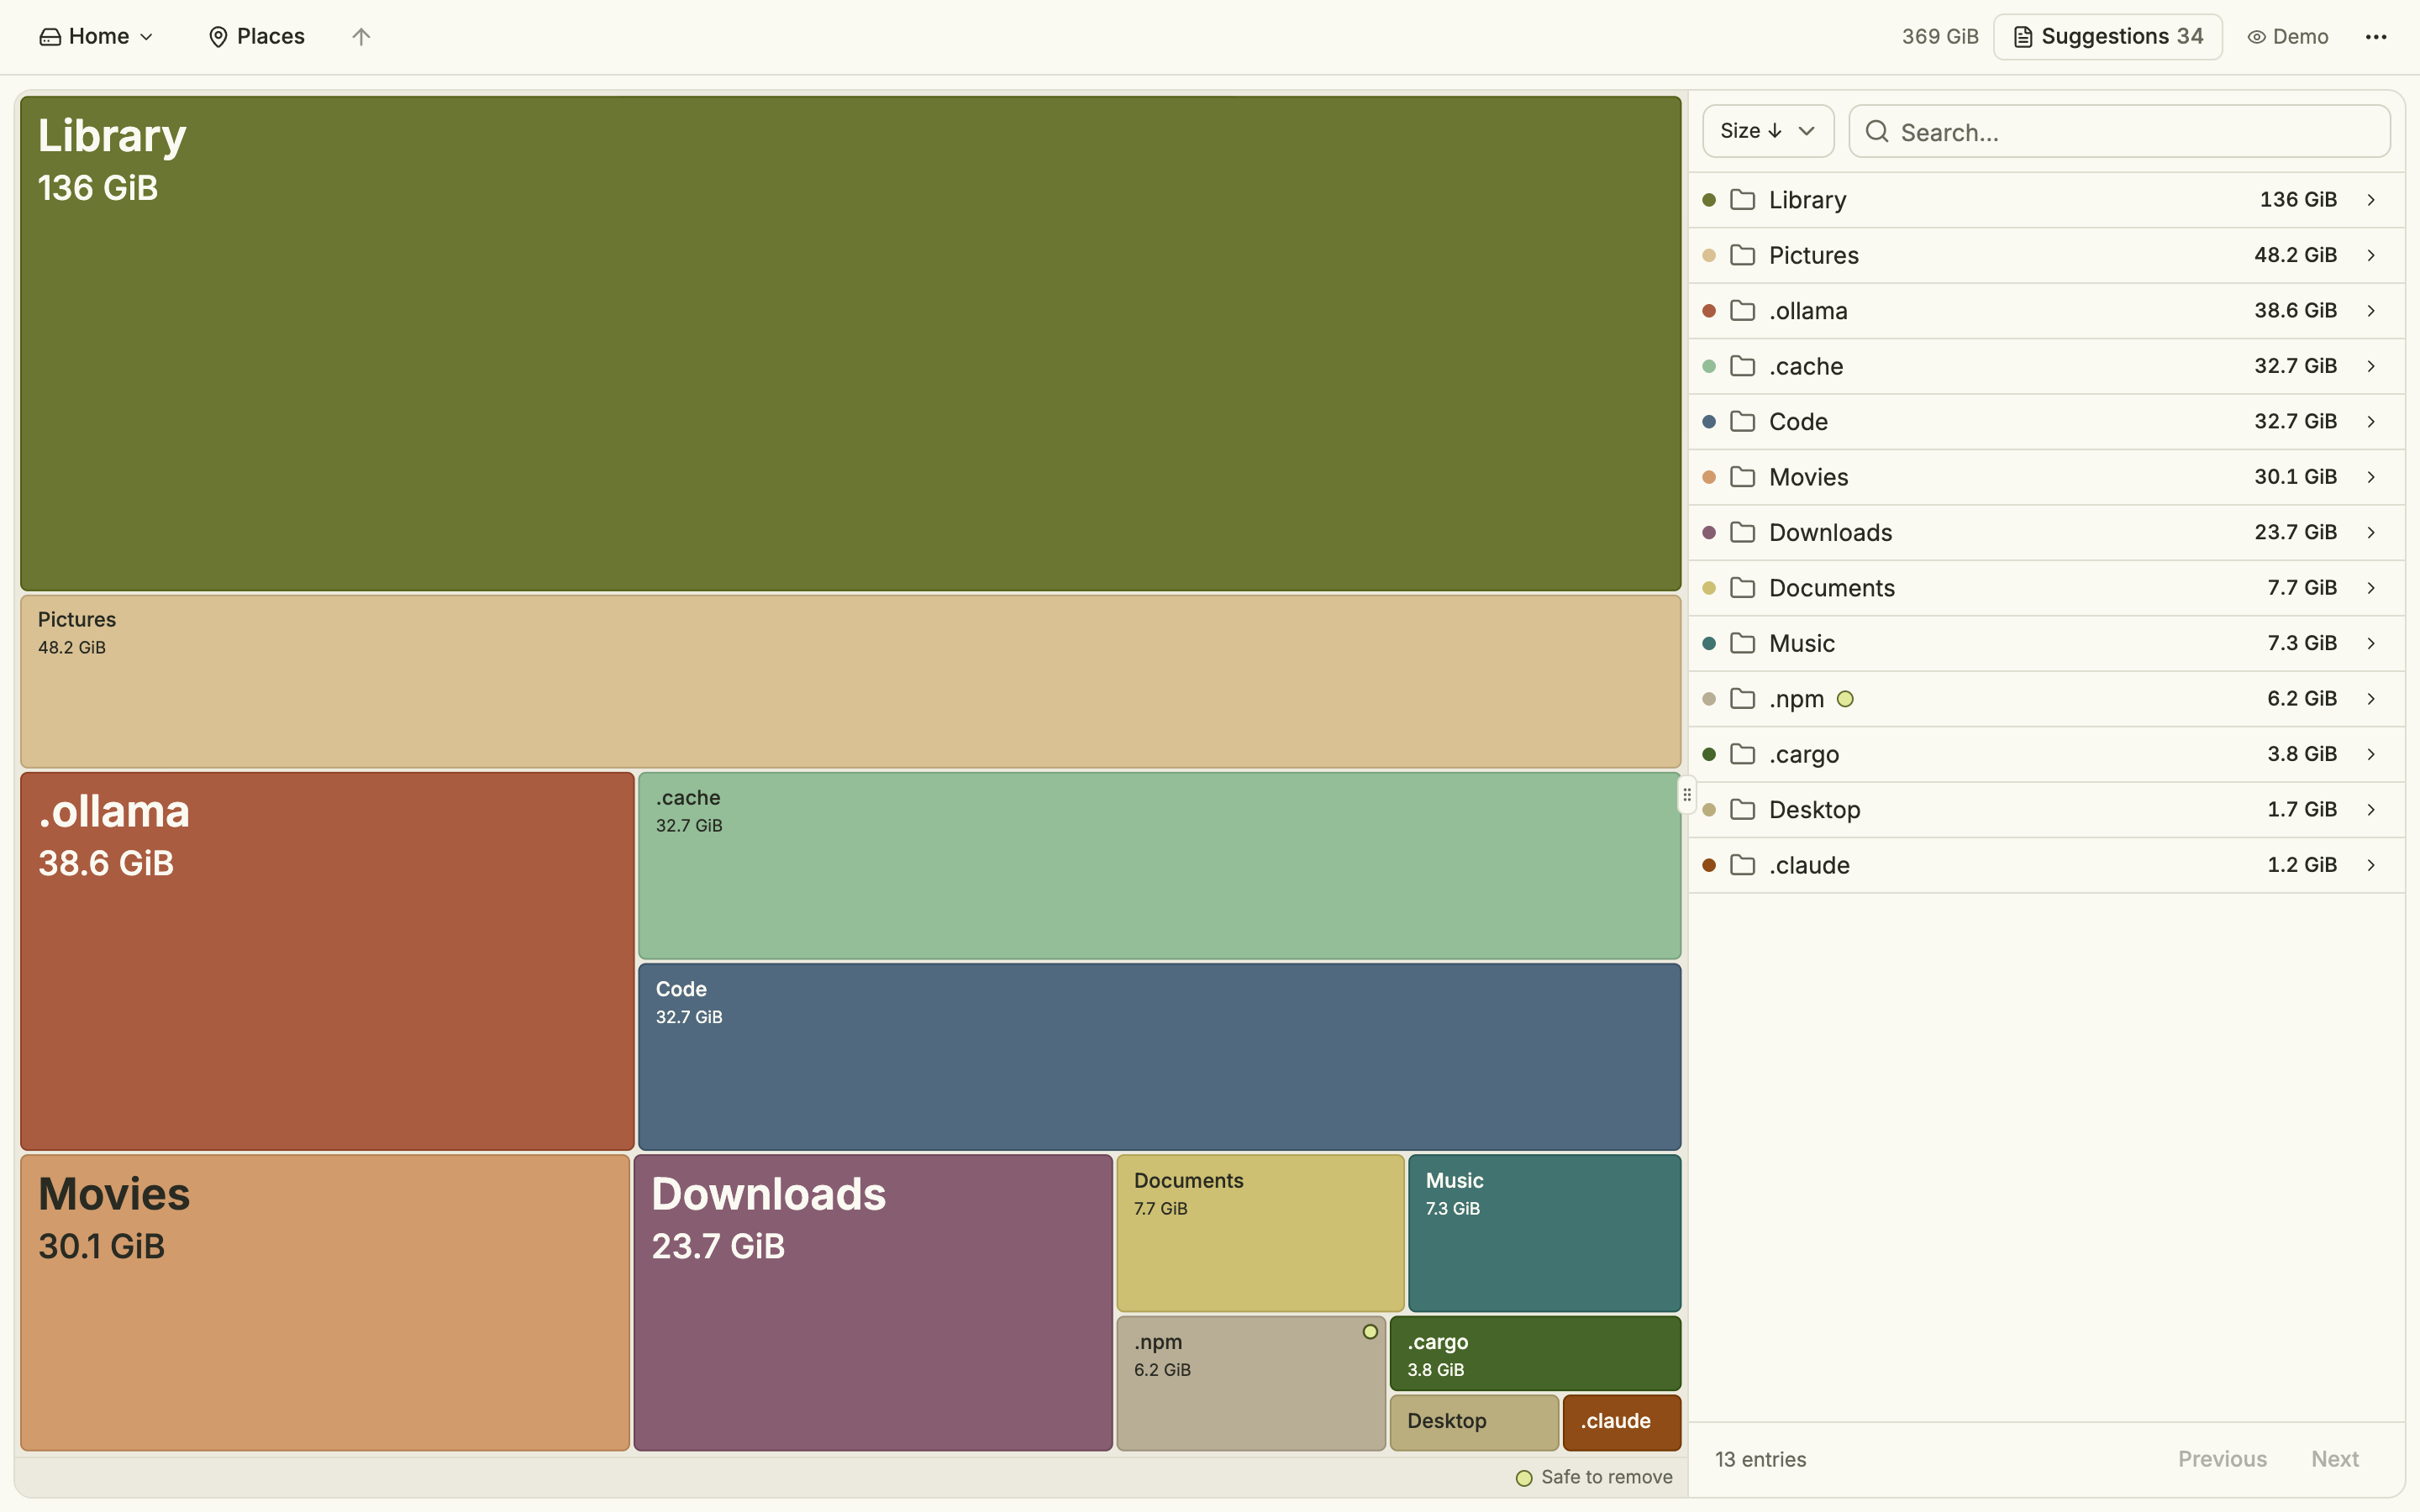 Home
Places
369 GiB
Suggestions 34
Demo
Library
136 GiB
Pictures
48.2 GiB
.ollama
38.6 GiB
.cache
32.7 GiB
Code
32.7 GiB
Movies
30.1 GiB
Downloads
23.7 GiB
Documents
7.7 GiB
Music
7.3 GiB
.npm
6.2 GiB
.cargo
3.8 GiB
Desktop
.claude
Safe to remove
Size ↓
Search...
Library 136 GiB
Pictures 48.2 GiB
.ollama 38.6 GiB
.cache 32.7 GiB
Code 32.7 GiB
Movies 30.1 GiB
Downloads 23.7 GiB
Documents 7.7 GiB
Music 7.3 GiB
.npm 6.2 GiB
.cargo 3.8 GiB
Desktop 1.7 GiB
.claude 1.2 GiB
13 entries
Previous
Next